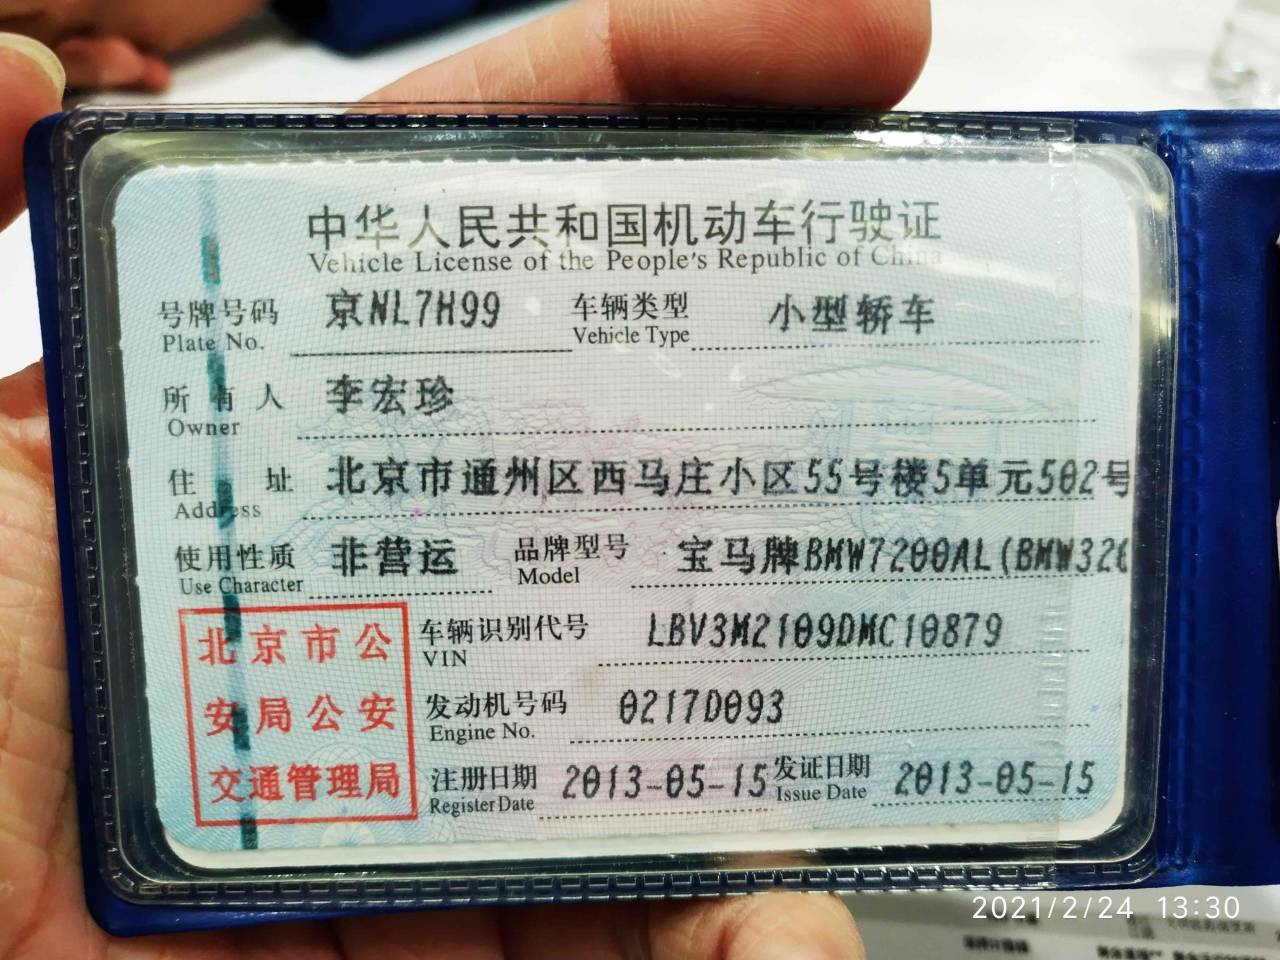 中华人民共和国机动车行驶证
Vehicle License of the People's Republic of China
号牌号码 京NL7H99 车辆类型 小型轿车
Plate No. Vehicle Type
所有人 李宏珍
Owner
住址 北京市通州区西马庄小区55号楼5单元502号
Address
使用性质 非营运 品牌型号 宝马牌BMW7200AL(BMW320
Use Character Model
北京市公
安局公安
交通管理局
车辆识别代号 LBV3M2109DMC10879
VIN
发动机号码 0217D093
Engine No.
注册日期 2013-05-15 发证日期 2013-05-15
Register Date Issue Date
2021/2/24 13:30